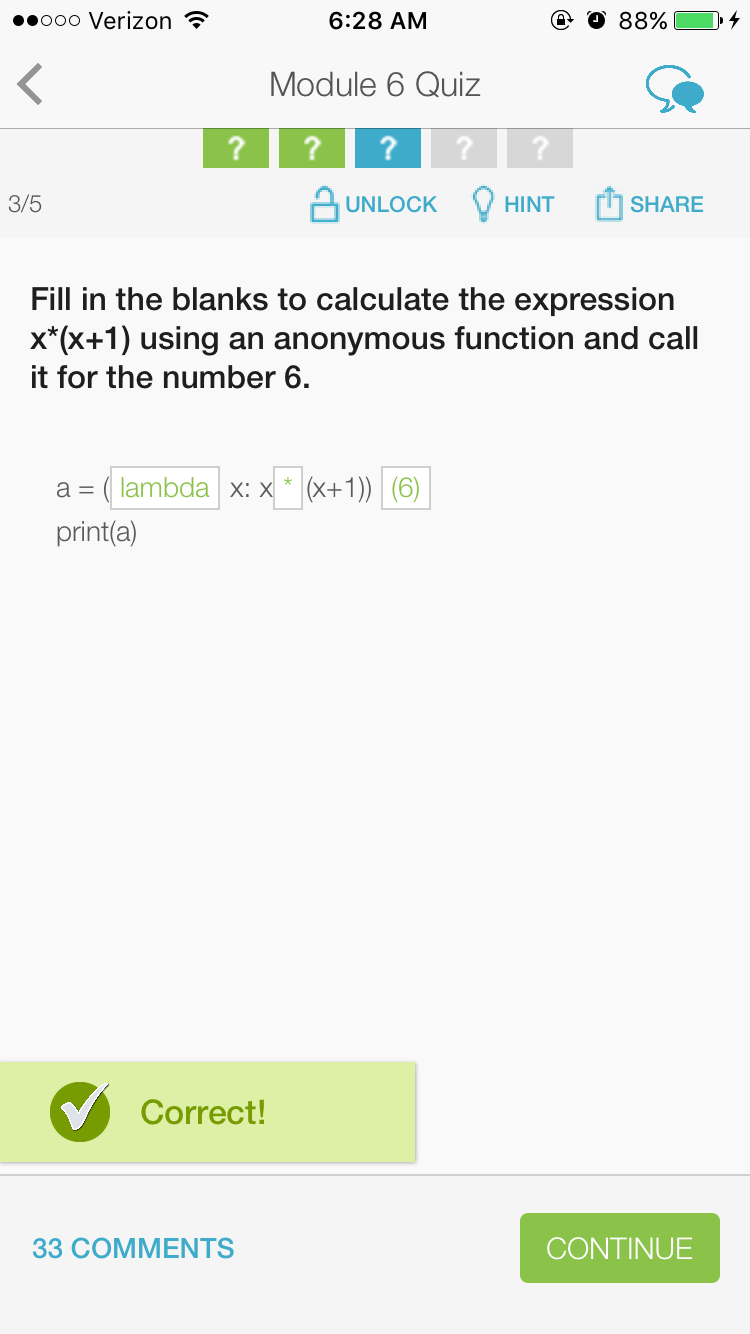 Verizon 6:28 AM 88%
Module 6 Quiz
? ? ? ? ?
3/5 UNLOCK HINT SHARE
Fill in the blanks to calculate the expression
x*(x+1) using an anonymous function and call
it for the number 6.
a = (lambda x: x * (x+1)) (6)
print(a)
Correct!
33 COMMENTS CONTINUE